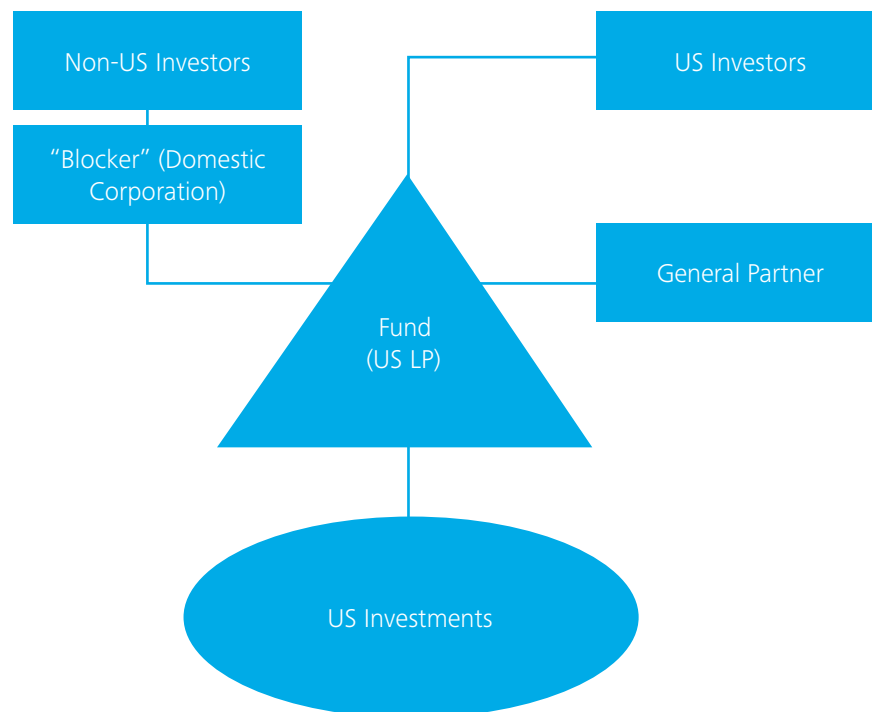 Non-US Investors
US Investors
“Blocker” (Domestic
Corporation)
General Partner
Fund
(US LP)
US Investments